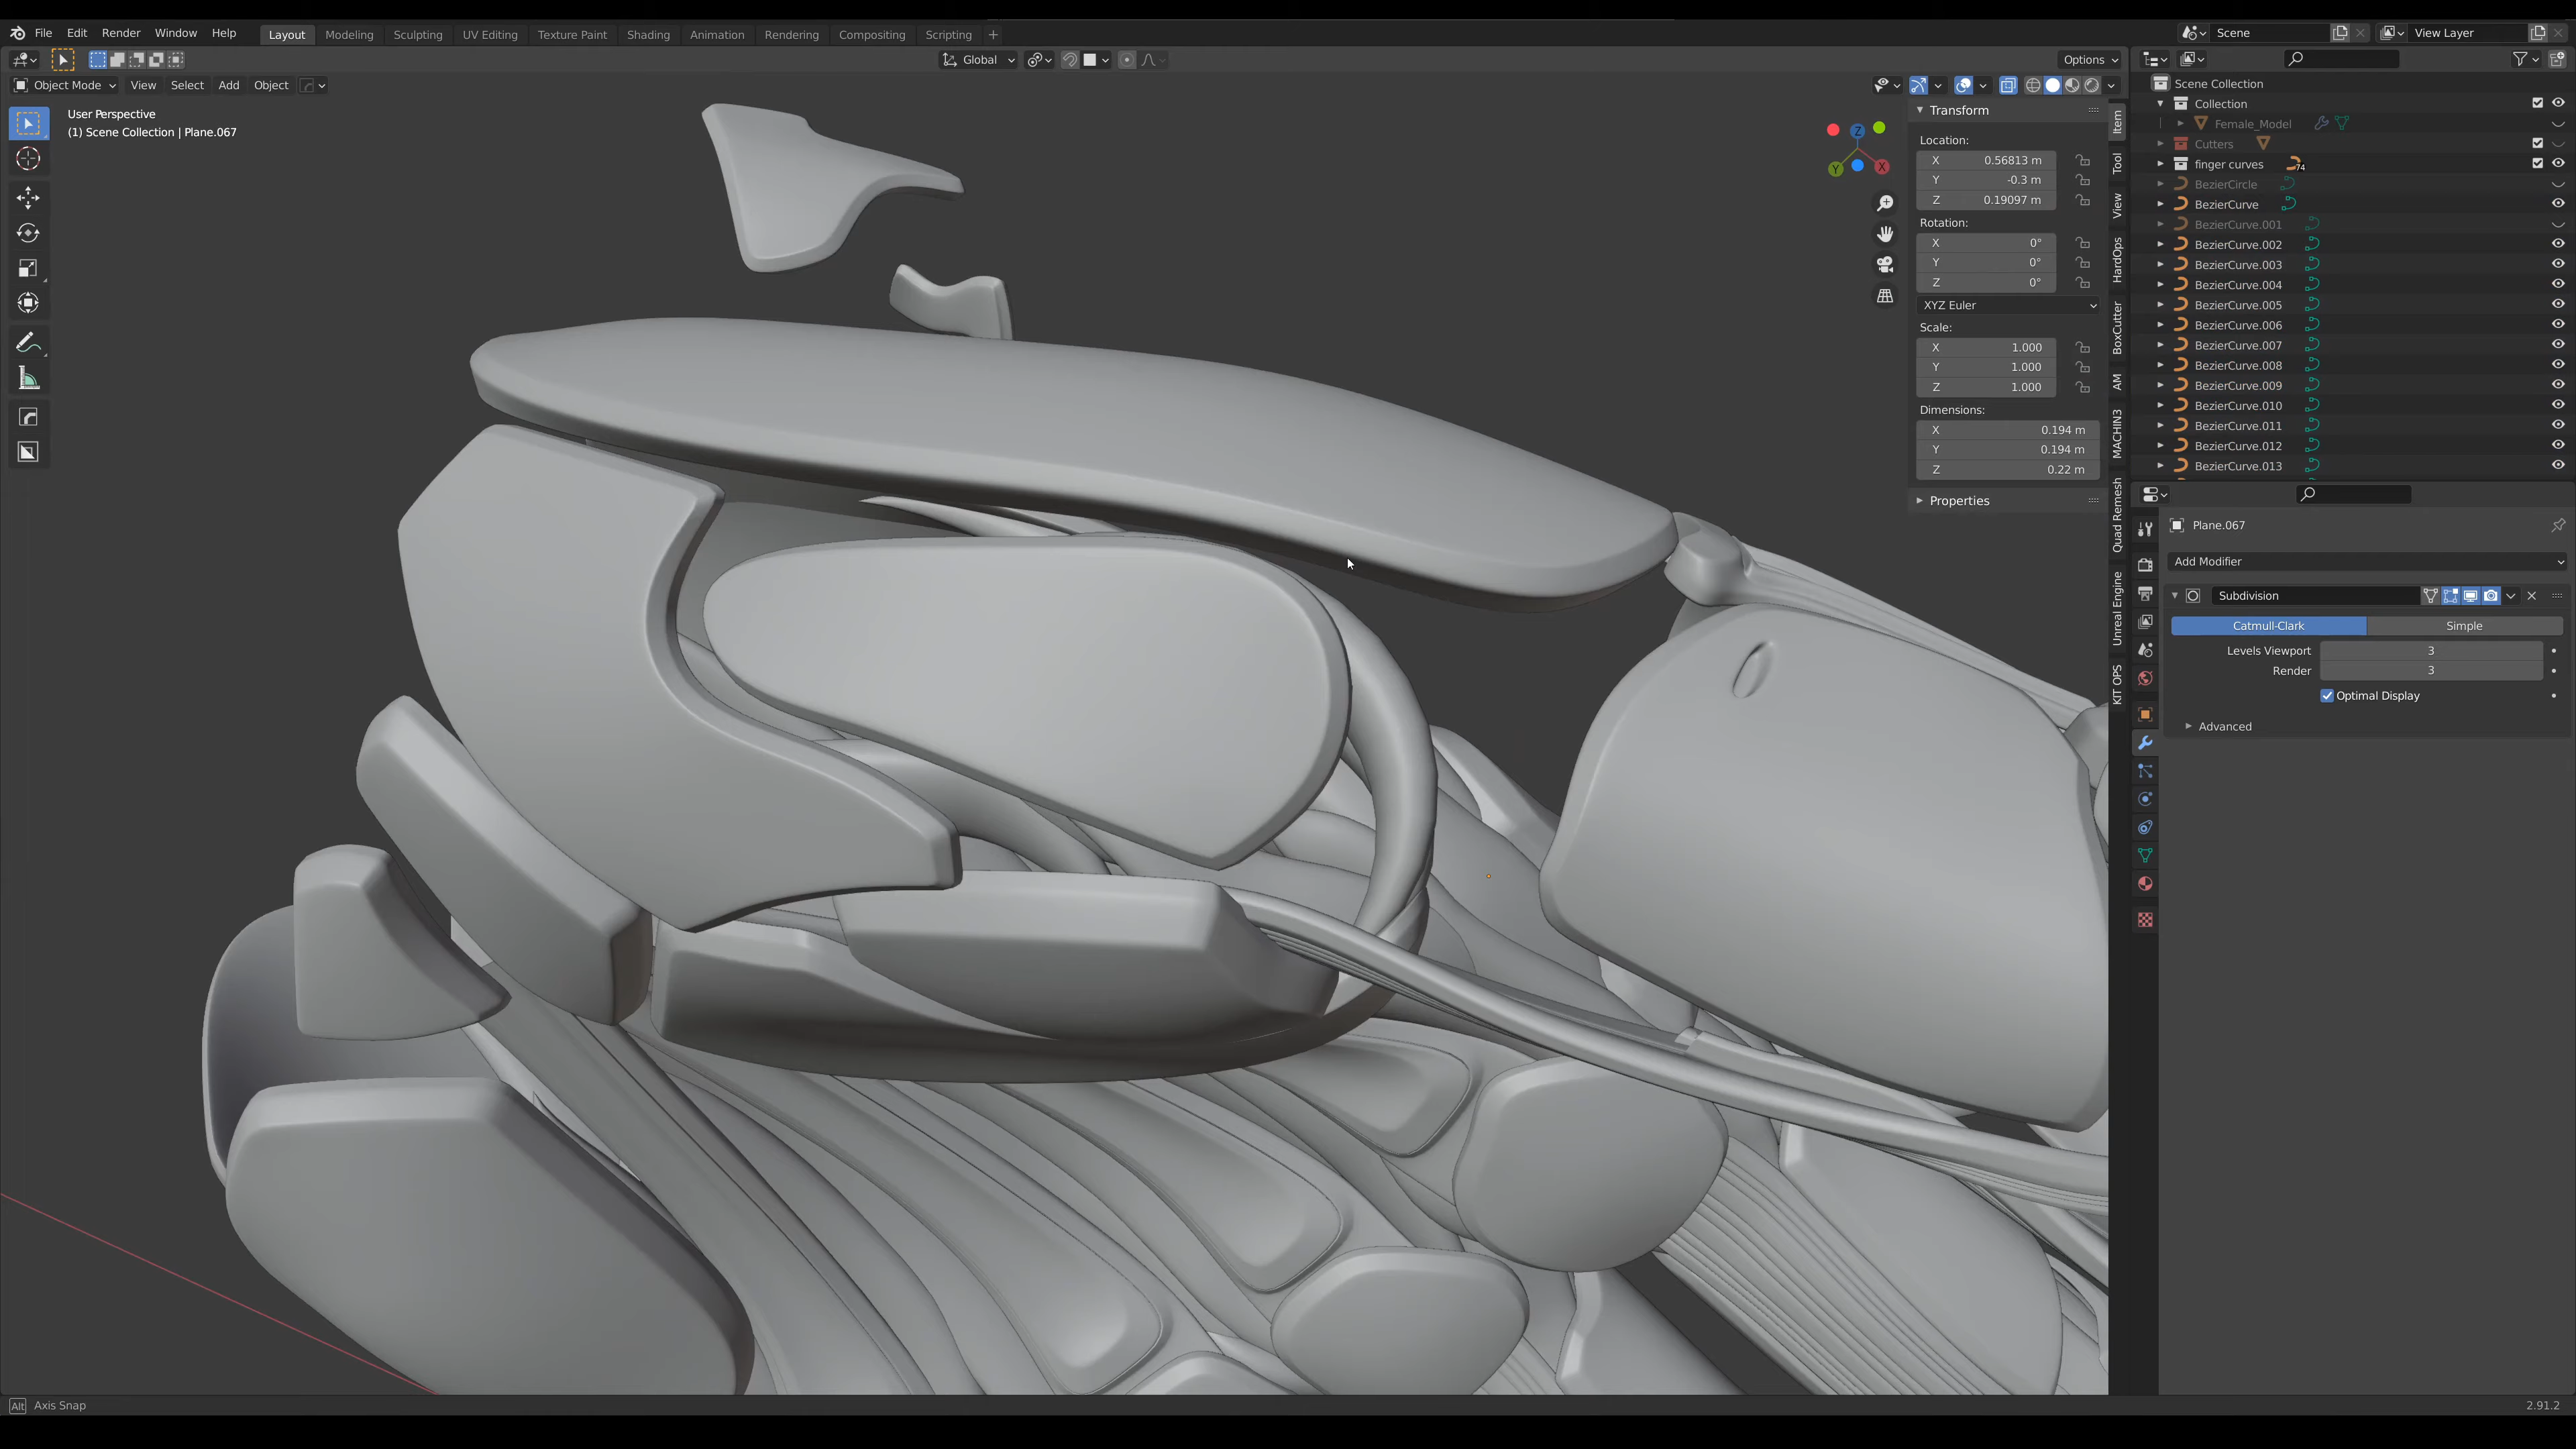 File Edit Render Window Help Layout Modeling Sculpting UV Editing Texture Paint Shading Animation Rendering Compositing Scripting + Scene View Layer
Global Options
Object Mode View Select Add Object
User Perspective
(1) Scene Collection | Plane.067
Z
Y
X
Transform
Location:
X 0.56813 m
Y -0.3 m
Z 0.19097 m
Rotation:
X 0°
Y 0°
Z 0°
XYZ Euler
Scale:
X 1.000
Y 1.000
Z 1.000
Dimensions:
X 0.194 m
Y 0.194 m
Z 0.22 m
Properties
Item
Tool
View
HardOps
BoxCutter
AM
MACHIN3
Quad Remesh
Unreal Engine
KIT OPS
Scene Collection
Collection
Female_Model
Cutters
finger curves 74
BezierCircle
BezierCurve
BezierCurve.001
BezierCurve.002
BezierCurve.003
BezierCurve.004
BezierCurve.005
BezierCurve.006
BezierCurve.007
BezierCurve.008
BezierCurve.009
BezierCurve.010
BezierCurve.011
BezierCurve.012
BezierCurve.013
Plane.067
Add Modifier
Subdivision
Catmull-Clark Simple
Levels Viewport 3
Render 3
Optimal Display
Advanced
Alt Axis Snap 2.91.2